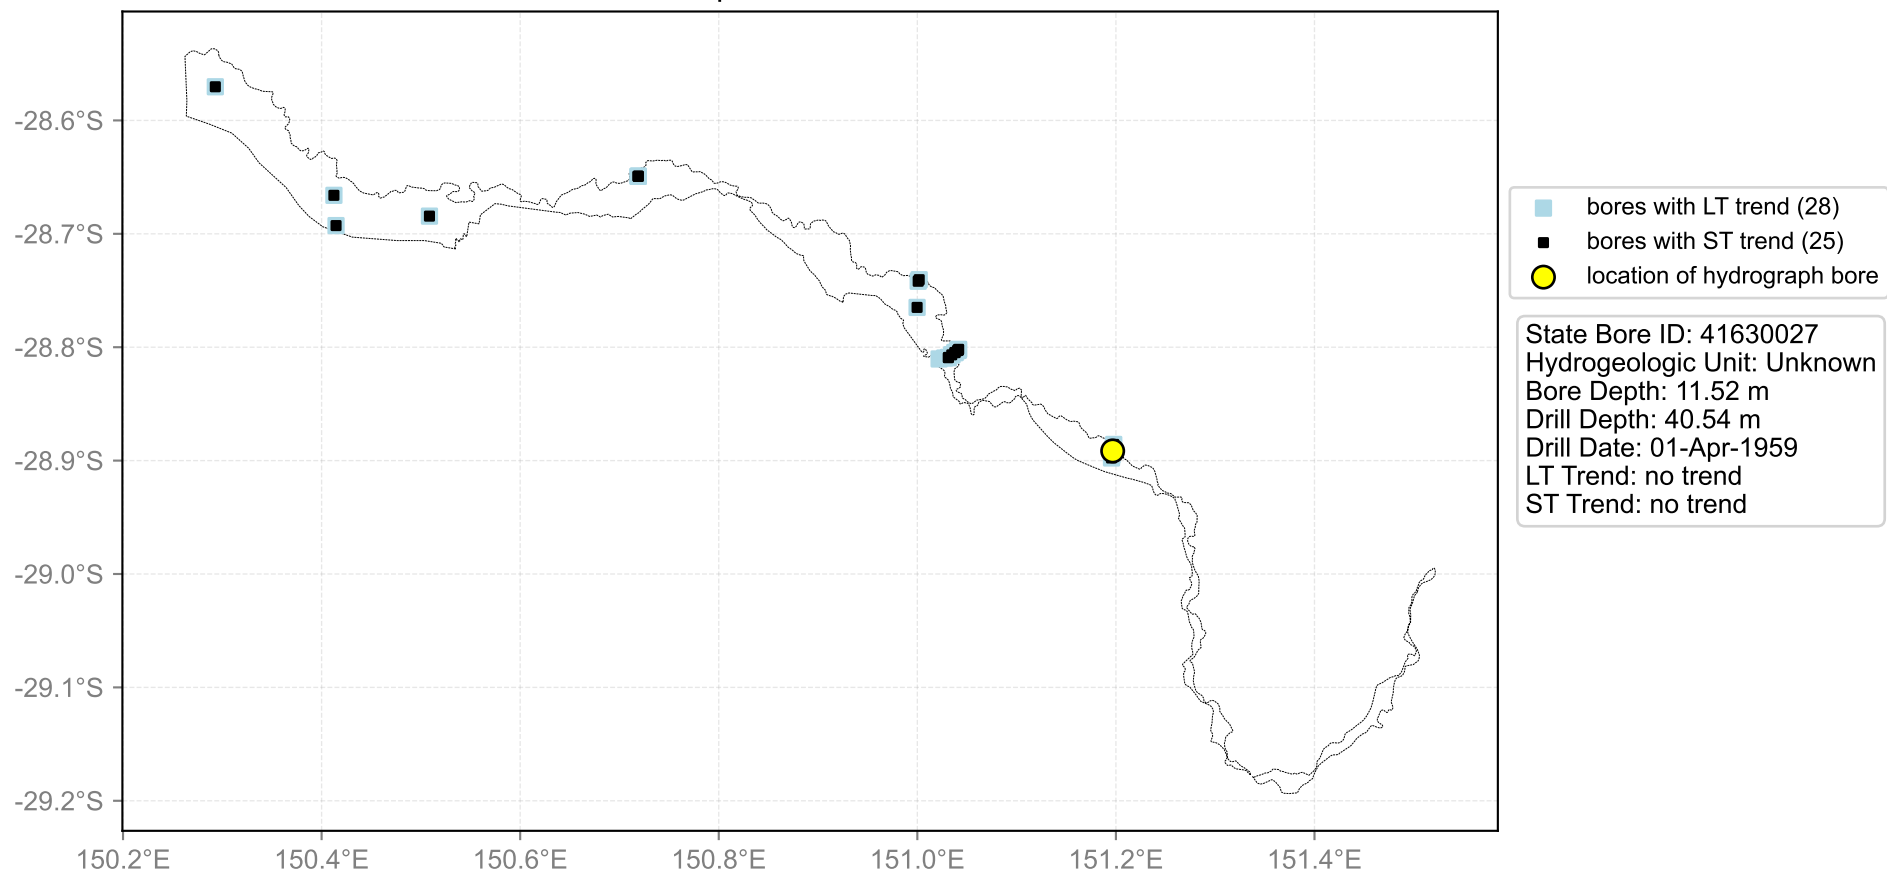 -28.6°S
-28.7°S
-28.8°S
-28.9°S
-29.0°S
-29.1°S
-29.2°S
150.2°E
150.4°E
150.6°E
150.8°E
151.0°E
151.2°E
151.4°E
bores with LT trend (28)
bores with ST trend (25)
location of hydrograph bore
State Bore ID: 41630027
Hydrogeologic Unit: Unknown
Bore Depth: 11.52 m
Drill Depth: 40.54 m
Drill Date: 01-Apr-1959
LT Trend: no trend
ST Trend: no trend